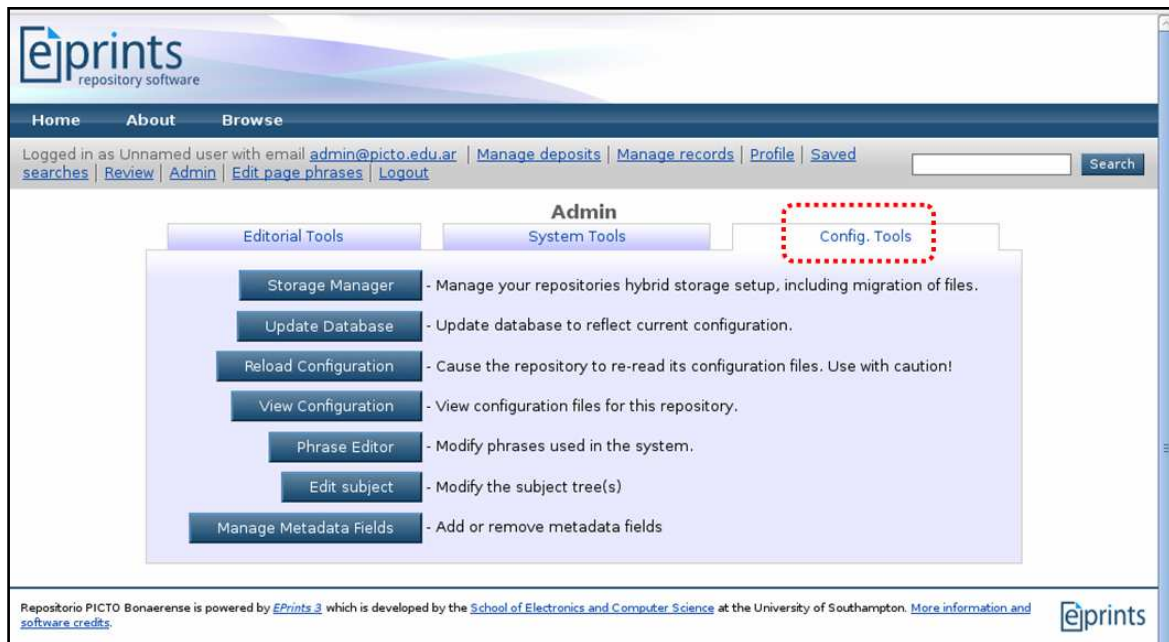 eprints
repository software
Home About Browse
Logged in as Unnamed user with email admin@picto.edu.ar | Manage deposits | Manage records | Profile | Saved
searches | Review | Admin | Edit page phrases | Logout
Search
Admin
Editorial Tools System Tools Config. Tools
Storage Manager - Manage your repositories hybrid storage setup, including migration of files.
Update Database - Update database to reflect current configuration.
Reload Configuration - Cause the repository to re-read its configuration files. Use with caution!
View Configuration - View configuration files for this repository.
Phrase Editor - Modify phrases used in the system.
Edit subject - Modify the subject tree(s)
Manage Metadata Fields - Add or remove metadata fields
Repositorio PICTO Bonaerense is powered by EPrints 3 which is developed by the School of Electronics and Computer Science at the University of Southampton. More information and
software credits.
eprints